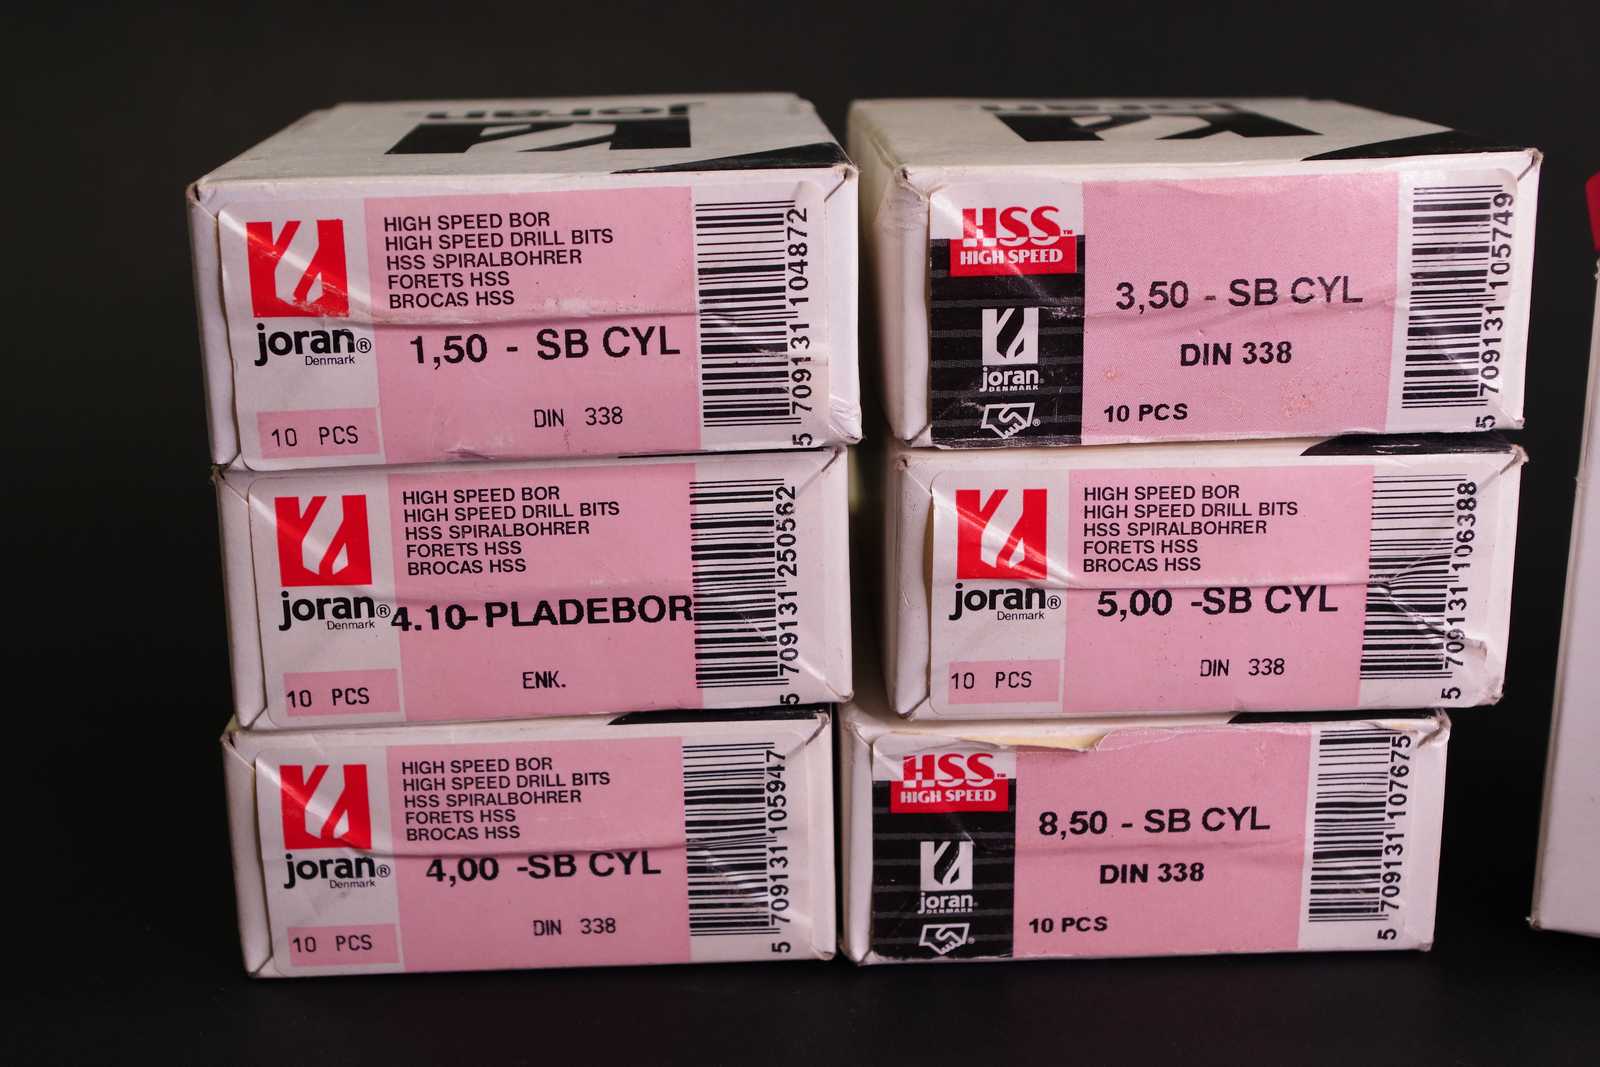 joran
HIGH SPEED BOR
HIGH SPEED DRILL BITS
HSS SPIRALBOHRER
FORETS HSS
BROCAS HSS
joran®
Denmark
1,50 - SB CYL
DIN 338
10 PCS
5 709131 104872
HIGH SPEED BOR
HIGH SPEED DRILL BITS
HSS SPIRALBOHRER
FORETS HSS
BROCAS HSS
joran®
Denmark
4.10-PLADEBOR
ENK.
10 PCS
5 709131 250562
HIGH SPEED BOR
HIGH SPEED DRILL BITS
HSS SPIRALBOHRER
FORETS HSS
BROCAS HSS
joran®
Denmark
4,00 -SB CYL
DIN 338
10 PCS
5 709131 105947
joran
HSS™
HIGH SPEED
joran®
DENMARK
3,50 - SB CYL
DIN 338
10 PCS
5 709131 105749
HIGH SPEED BOR
HIGH SPEED DRILL BITS
HSS SPIRALBOHRER
FORETS HSS
BROCAS HSS
joran®
Denmark
5,00 -SB CYL
DIN 338
10 PCS
5 709131 106388
HSS™
HIGH SPEED
joran®
DENMARK
8,50 - SB CYL
DIN 338
10 PCS
5 709131 107675